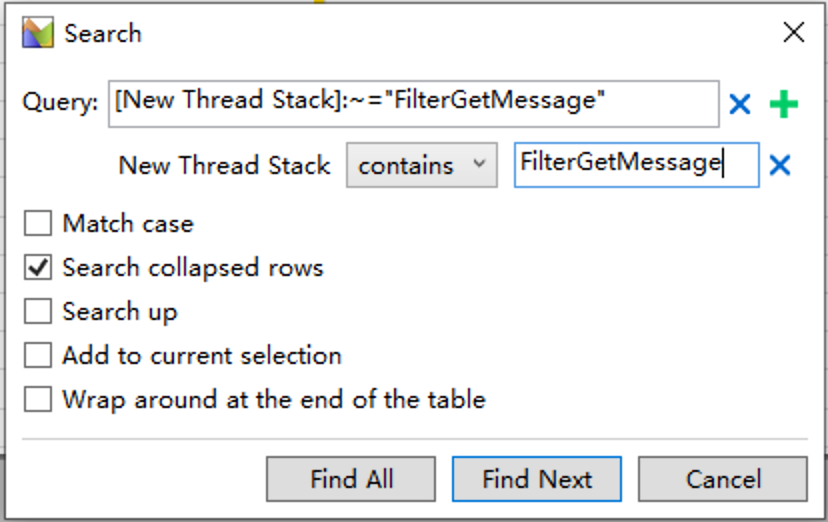 Search
Query: [New Thread Stack]:~="FilterGetMessage"
New Thread Stack contains FilterGetMessage
Match case
Search collapsed rows
Search up
Add to current selection
Wrap around at the end of the table
Find All Find Next Cancel